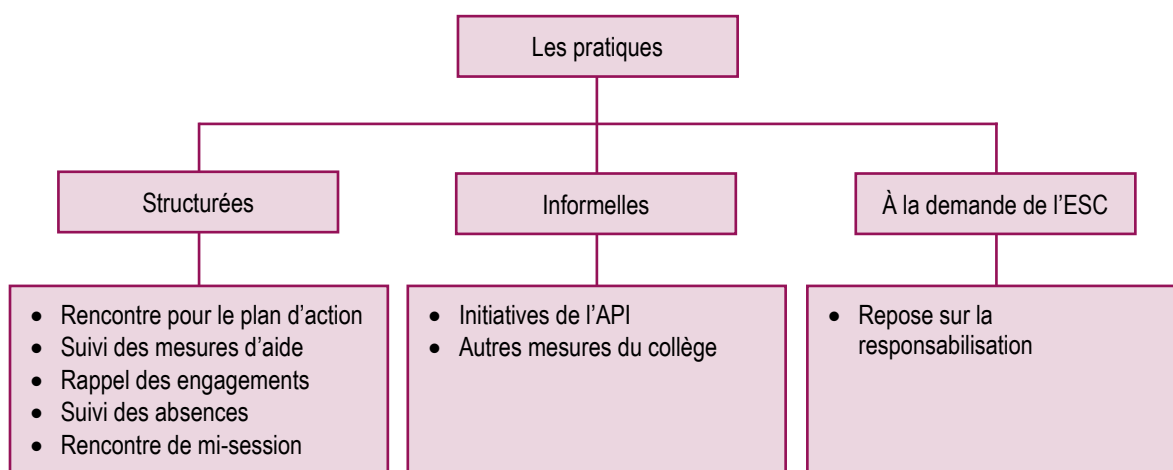 Les pratiques
Structurées
Informelles
À la demande de l’ESC
• Rencontre pour le plan d’action
• Suivi des mesures d’aide
• Rappel des engagements
• Suivi des absences
• Rencontre de mi-session
• Initiatives de l’API
• Autres mesures du collège
• Repose sur la
responsabilisation